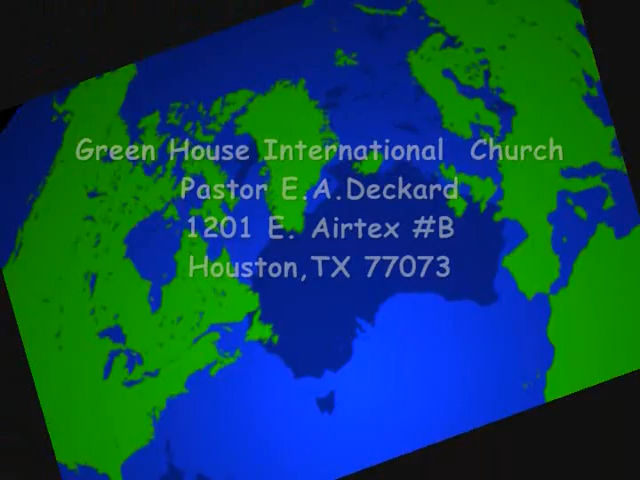 Green House International Church
Pastor E.A.Deckard
1201 E. Airtex #B
Houston,TX 77073